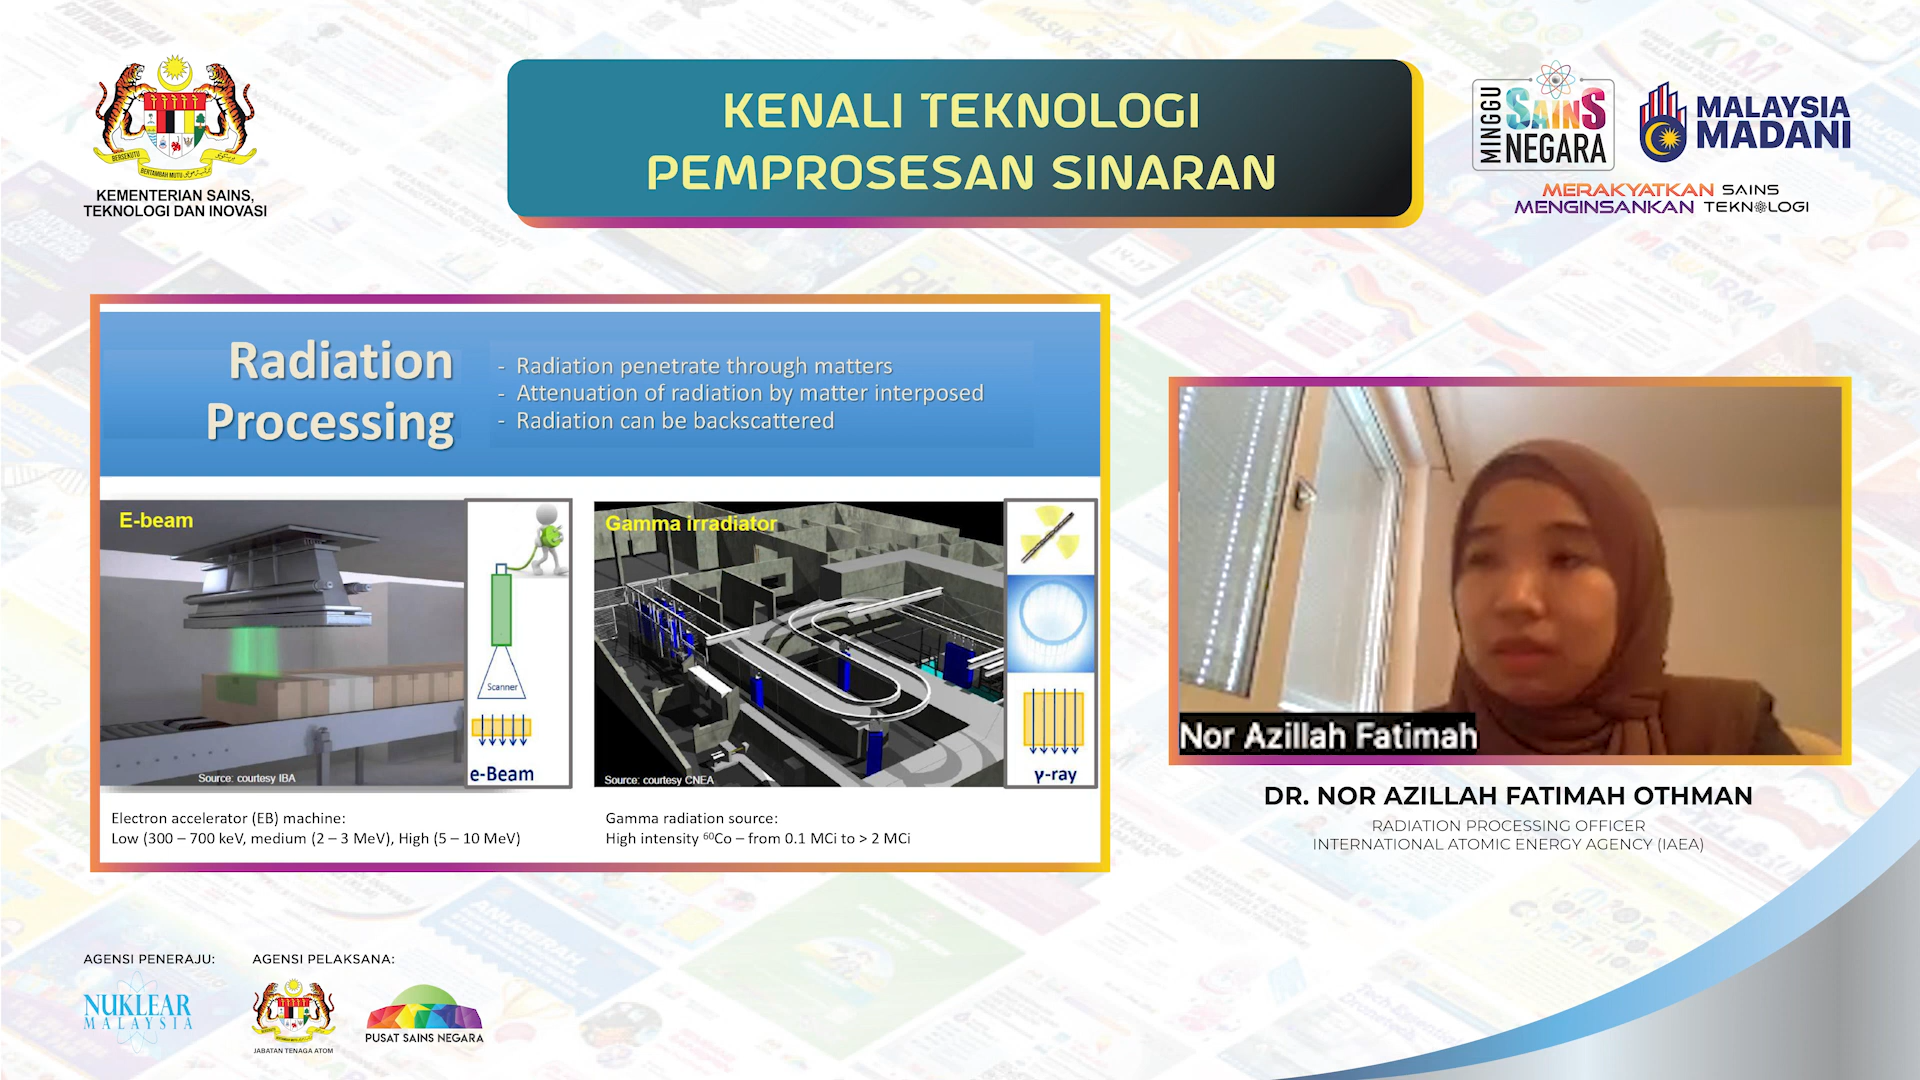 KEMENTERIAN SAINS,
TEKNOLOGI DAN INOVASI
KENALI TEKNOLOGI
PEMPROSESAN SINARAN
MINGGU
SAINS
NEGARA
MALAYSIA
MADANI
MERAKYATKAN SAINS
MENGINSANKAN TEKNOLOGI
Radiation
Processing
- Radiation penetrate through matters
- Attenuation of radiation by matter interposed
- Radiation can be backscattered
E-beam
Source: courtesy IBA
Scanner
e-Beam
Gamma irradiator
Source: courtesy CNEA
γ-ray
Electron accelerator (EB) machine:
Low (300 – 700 keV, medium (2 – 3 MeV), High (5 – 10 MeV)
Gamma radiation source:
High intensity ⁶⁰Co – from 0.1 MCi to > 2 MCi
Nor Azillah Fatimah
DR. NOR AZILLAH FATIMAH OTHMAN
RADIATION PROCESSING OFFICER
INTERNATIONAL ATOMIC ENERGY AGENCY (IAEA)
AGENSI PENERAJU:
NUKLEAR
MALAYSIA
AGENSI PELAKSANA:
JABATAN TENAGA ATOM
PUSAT SAINS NEGARA